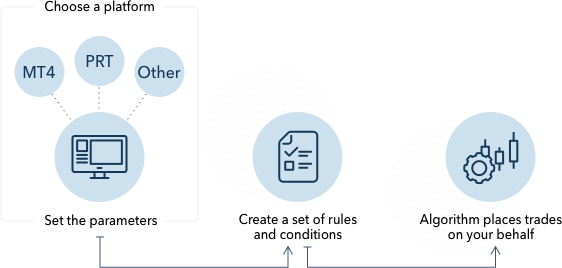 Choose a platform
MT4
PRT
Other
Set the parameters
Create a set of rules
and conditions
Algorithm places trades
on your behalf